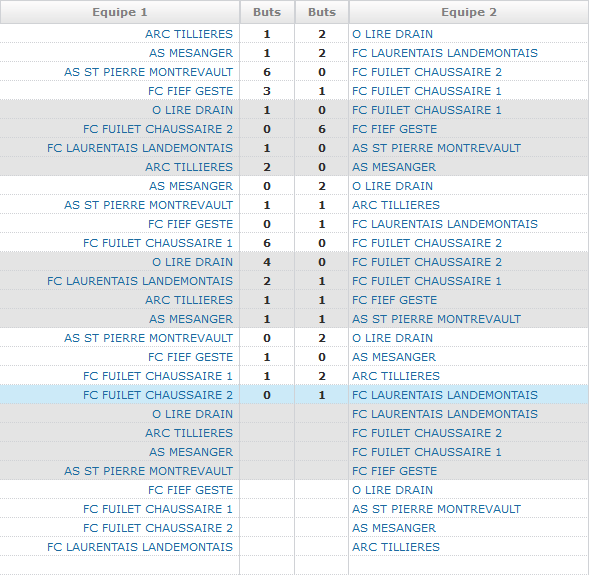 Equipe 1 Buts Buts Equipe 2
ARC TILLIERES 1 2 O LIRE DRAIN
AS MESANGER 1 2 FC LAURENTAIS LANDEMONTAIS
AS ST PIERRE MONTREVAULT 6 0 FC FUILET CHAUSSAIRE 2
FC FIEF GESTE 3 1 FC FUILET CHAUSSAIRE 1
O LIRE DRAIN 1 0 FC FUILET CHAUSSAIRE 1
FC FUILET CHAUSSAIRE 2 0 6 FC FIEF GESTE
FC LAURENTAIS LANDEMONTAIS 1 0 AS ST PIERRE MONTREVAULT
ARC TILLIERES 2 0 AS MESANGER
AS MESANGER 0 2 O LIRE DRAIN
AS ST PIERRE MONTREVAULT 1 1 ARC TILLIERES
FC FIEF GESTE 0 1 FC LAURENTAIS LANDEMONTAIS
FC FUILET CHAUSSAIRE 1 6 0 FC FUILET CHAUSSAIRE 2
O LIRE DRAIN 4 0 FC FUILET CHAUSSAIRE 2
FC LAURENTAIS LANDEMONTAIS 2 1 FC FUILET CHAUSSAIRE 1
ARC TILLIERES 1 1 FC FIEF GESTE
AS MESANGER 1 1 AS ST PIERRE MONTREVAULT
AS ST PIERRE MONTREVAULT 0 2 O LIRE DRAIN
FC FIEF GESTE 1 0 AS MESANGER
FC FUILET CHAUSSAIRE 1 1 2 ARC TILLIERES
FC FUILET CHAUSSAIRE 2 0 1 FC LAURENTAIS LANDEMONTAIS
O LIRE DRAIN FC LAURENTAIS LANDEMONTAIS
ARC TILLIERES FC FUILET CHAUSSAIRE 2
AS MESANGER FC FUILET CHAUSSAIRE 1
AS ST PIERRE MONTREVAULT FC FIEF GESTE
FC FIEF GESTE O LIRE DRAIN
FC FUILET CHAUSSAIRE 1 AS ST PIERRE MONTREVAULT
FC FUILET CHAUSSAIRE 2 AS MESANGER
FC LAURENTAIS LANDEMONTAIS ARC TILLIERES